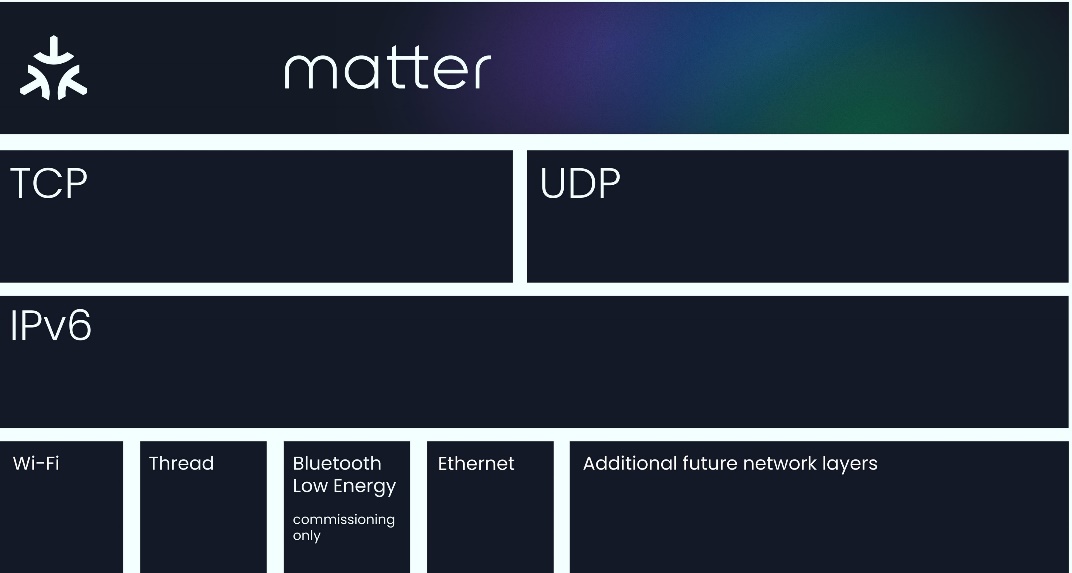 matter
TCP
UDP
IPv6
Wi-Fi
Thread
Bluetooth
Low Energy
commissioning
only
Ethernet
Additional future network layers